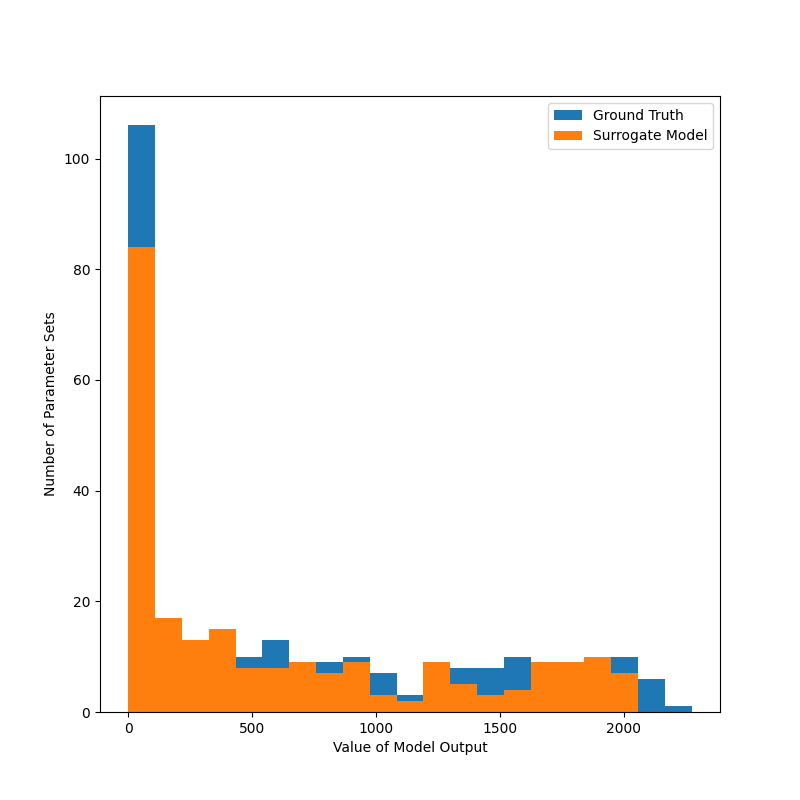 Ground Truth
Surrogate Model
100
80
60
40
20
0
Number of Parameter Sets
0 500 1000 1500 2000
Value of Model Output